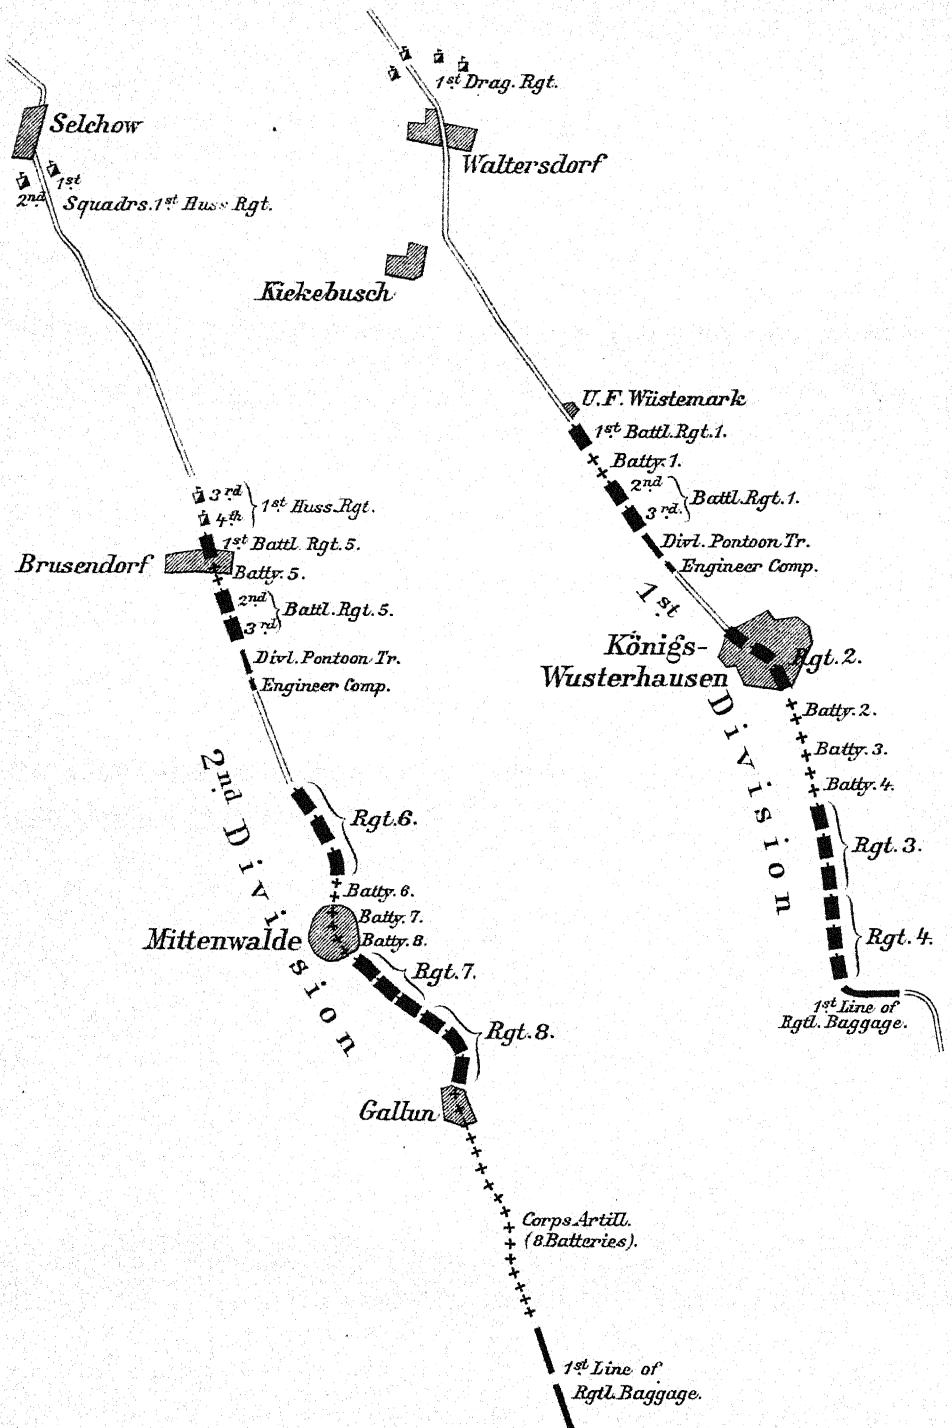 1st Drag. Rgt.
Selchow
Waltersdorf
1st
2nd
Squadrs. 1st Huss Rgt.
Kiekebusch
U.F. Wüstemark
1st Battl. Rgt. 1.
Batty. 1.
2nd
3rd
Battl. Rgt. 1.
Divl. Pontoon Tr.
Engineer Comp.
3rd
4th
1st Huss. Rgt.
1st Battl. Rgt. 5.
Brusendorf
Batty. 5.
2nd
3rd
Battl. Rgt. 5.
Divl. Pontoon Tr.
Engineer Comp.
1st Division
Königs-
Wusterhausen
Rgt. 2.
Batty. 2.
Batty. 3.
Batty. 4.
Rgt. 3.
Rgt. 4.
1st Line of
Rgtl. Baggage.
2nd Division
Rgt. 6.
Batty. 6.
Batty. 7.
Batty. 8.
Mittenwalde
Rgt. 7.
Rgt. 8.
Gallun
Corps Artill.
(8 Batteries).
1st Line of
Rgtl. Baggage.